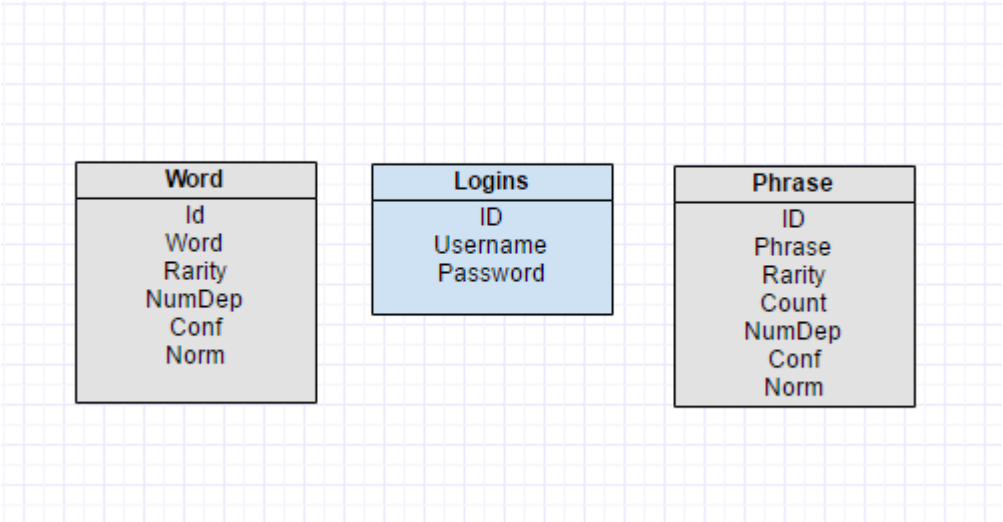 Word
Id
Word
Rarity
NumDep
Conf
Norm
Logins
ID
Username
Password
Phrase
ID
Phrase
Rarity
Count
NumDep
Conf
Norm